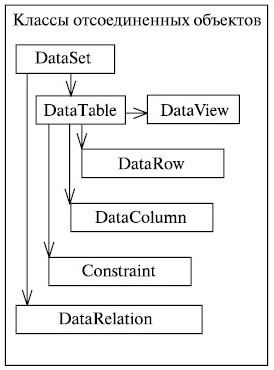 Классы отсоединенных объектов
DataSet
DataTable
DataView
DataRow
DataColumn
Constraint
DataRelation